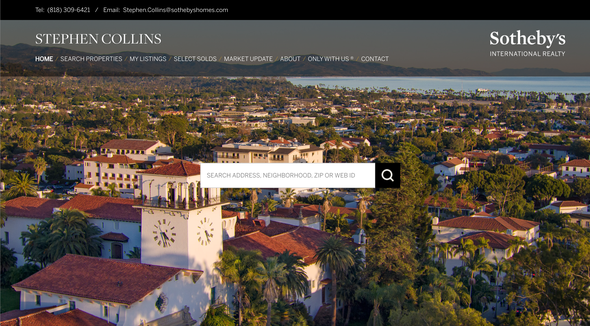 Tel: (818) 309-6421 / Email: Stephen.Collins@sothebyshomes.com
STEPHEN COLLINS
Sotheby's
INTERNATIONAL REALTY
HOME / SEARCH PROPERTIES / MY LISTINGS / SELECT SOLDS / MARKET UPDATE / ABOUT / ONLY WITH US ® / CONTACT
SEARCH ADDRESS, NEIGHBORHOOD, ZIP OR WEB ID